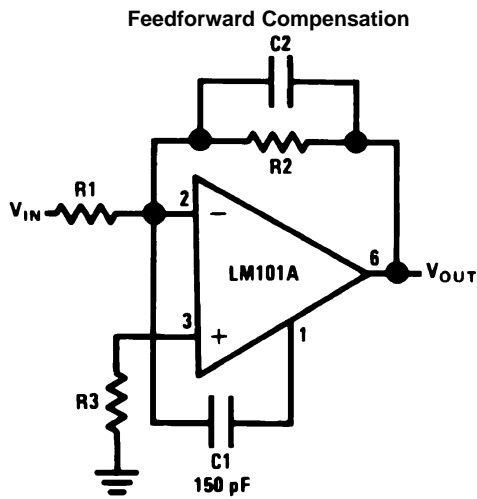 Feedforward Compensation
C2
R2
R1
VIN
2
−
LM101A
6
VOUT
3
+
1
R3
C1
150 pF